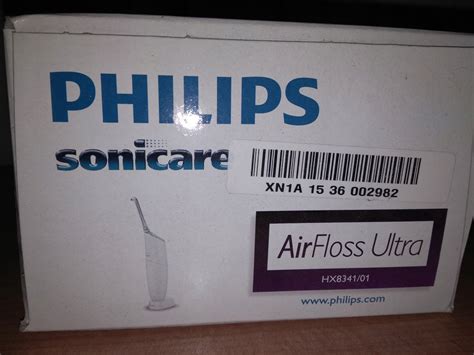 PHILIPS
sonicare
XN1A 15 36 002982
AirFloss Ultra
HX8341/01
www.philips.com